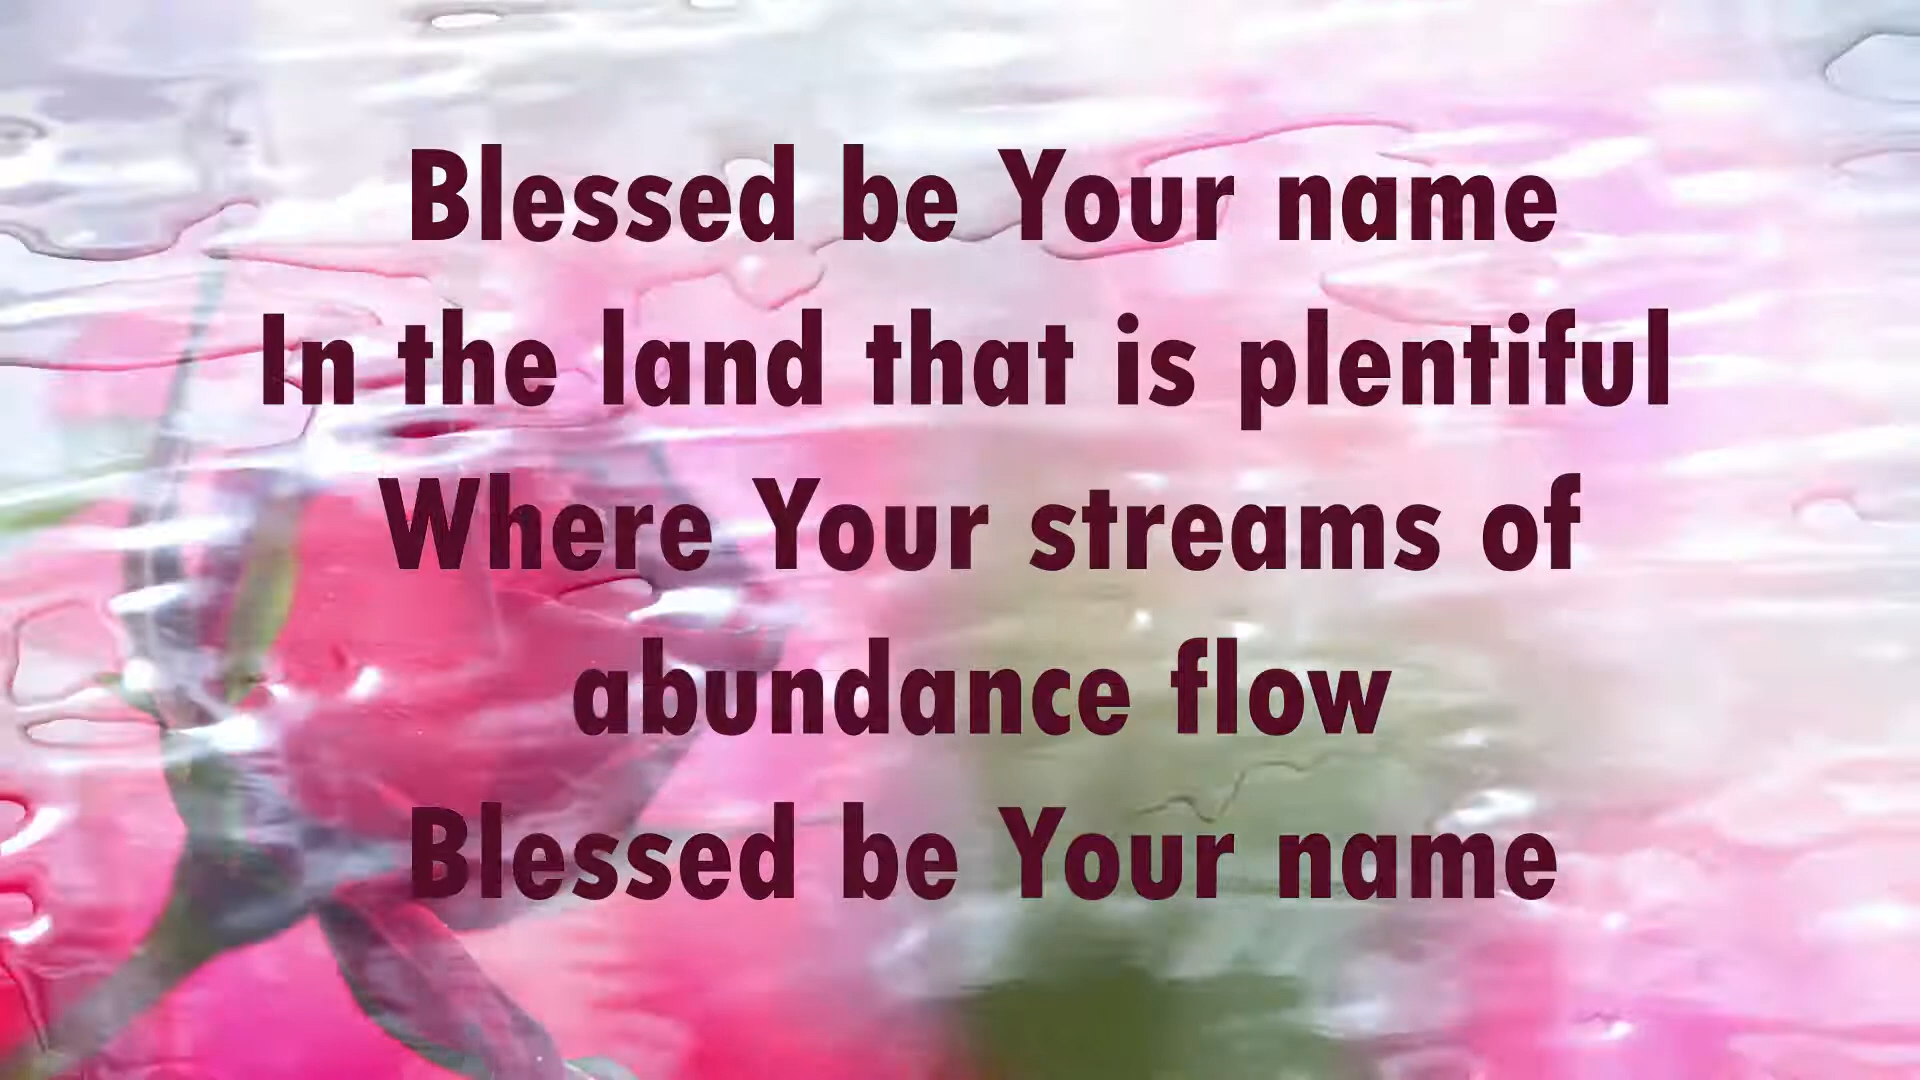 Blessed be Your name
In the land that is plentiful
Where Your streams of
abundance flow
Blessed be Your name